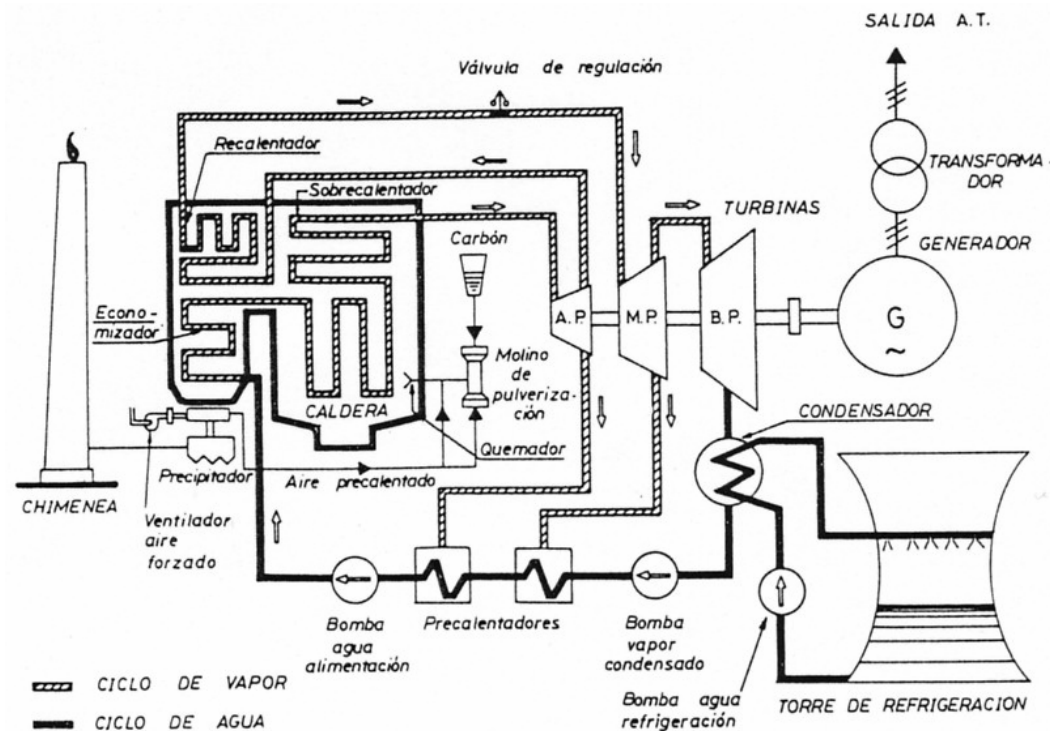 SALIDA A.T.
Válvula de regulación
Recalentador
Sobrecalentador
TRANSFORMA-
DOR
TURBINAS
Carbón
GENERADOR
Econo-
mizador
A.P.
M.P.
B.P.
G
~
Molino
de
pulveriza-
ción
CALDERA
CONDENSADOR
Quemador
Precipitador
Aire precalentado
CHIMENEA
Ventilador
aire
forzado
Bomba
agua
alimentación
Precalentadores
Bomba
vapor
condensado
Bomba agua
refrigeración
TORRE DE REFRIGERACION
CICLO DE VAPOR
CICLO DE AGUA